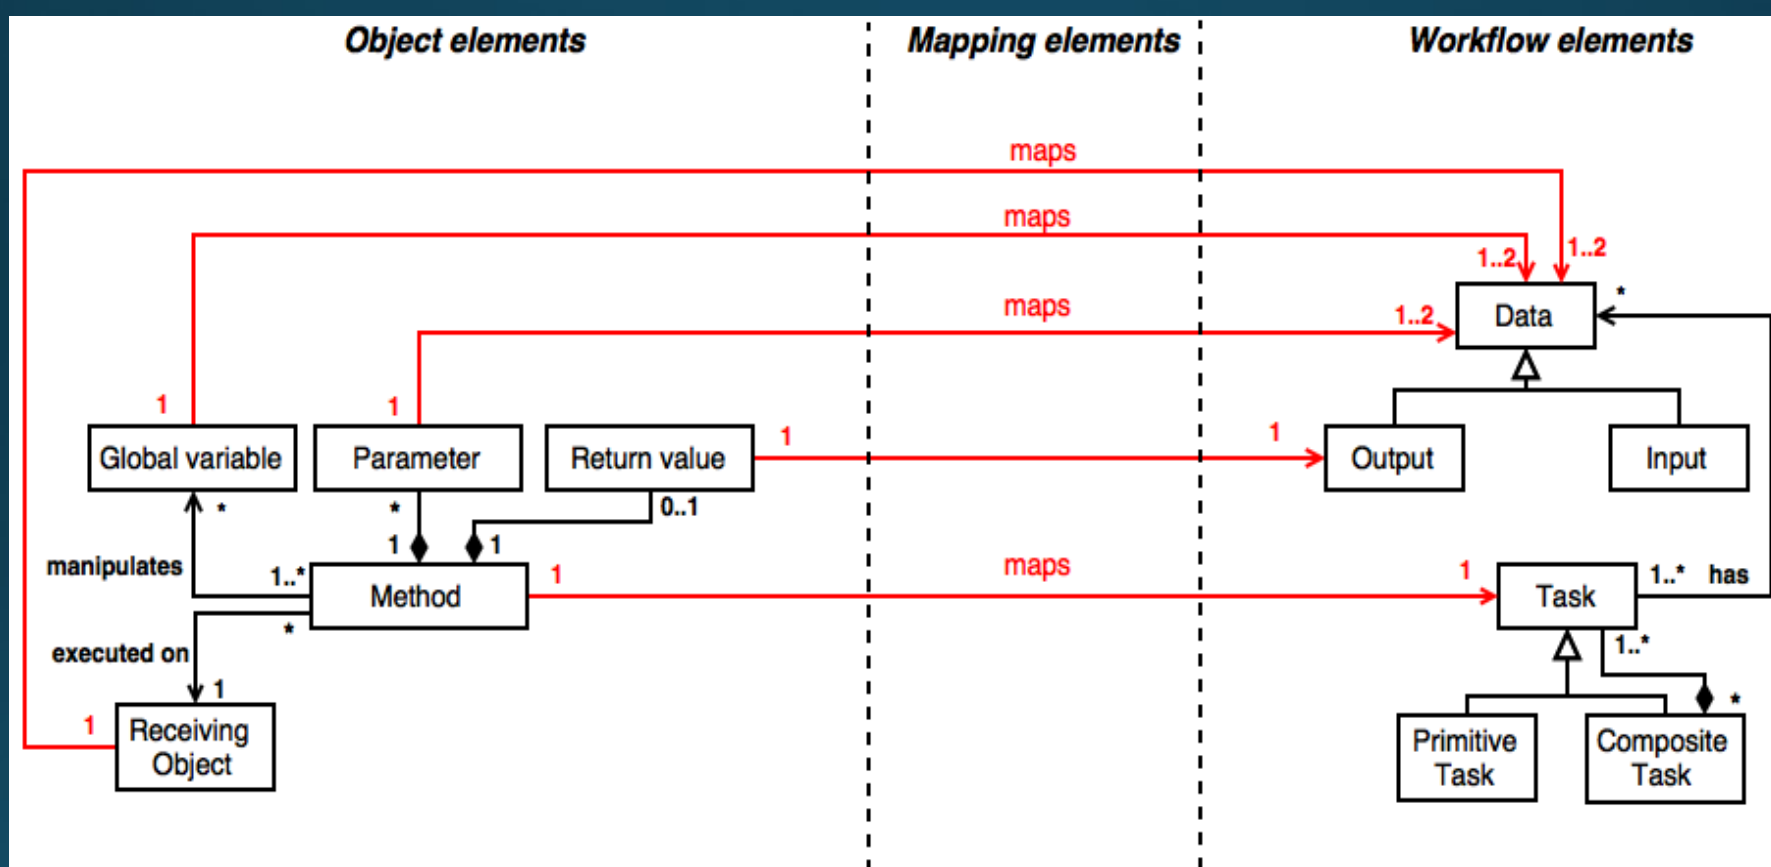 Object elements
Mapping elements
Workflow elements
maps
maps
1..2
1..2
maps
1..2
*
Data
1
1
Global variable
Parameter
Return value
1
1
Output
Input
*
*
0..1
1
1
manipulates
1..*
Method
1
maps
1
Task
1..*
has
*
executed on
1
1..*
1
Receiving
Object
Primitive
Task
Composite
Task
*